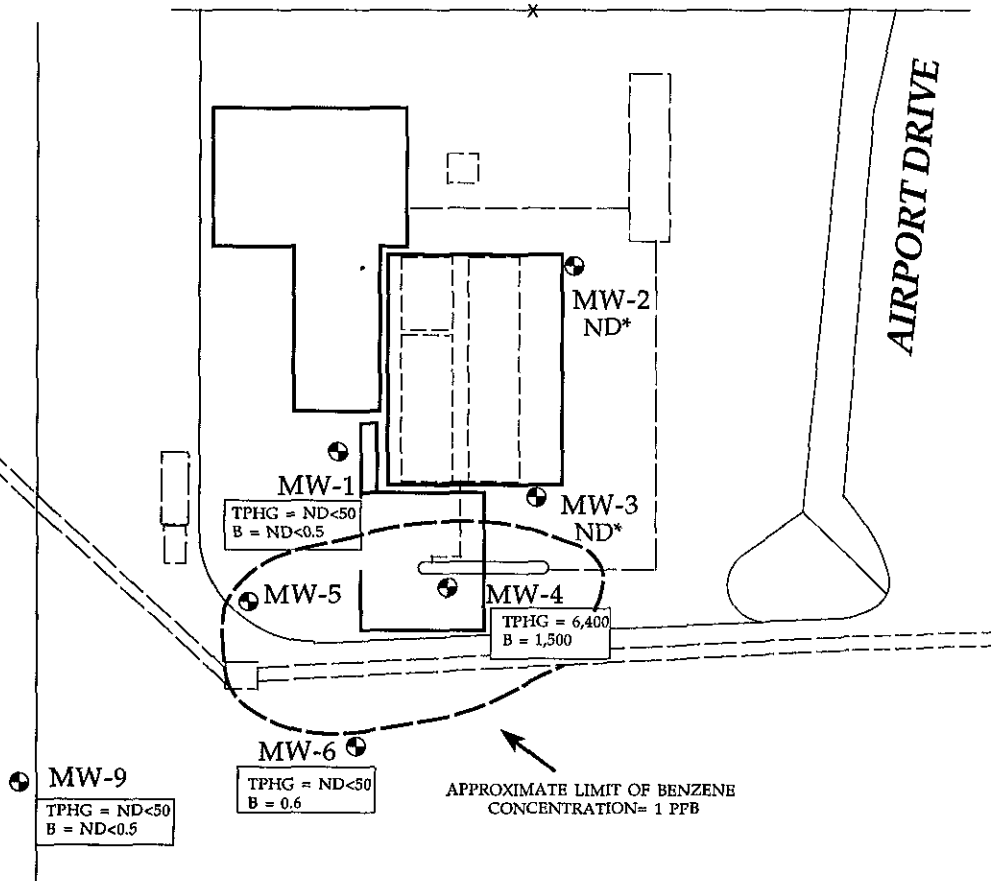 X
AIRPORT DRIVE
MW-2
ND*
MW-1
TPHG = ND<50
B = ND<0.5
MW-3
ND*
MW-5
MW-4
TPHG = 6,400
B = 1,500
MW-6
TPHG = ND<50
B = 0.6
MW-9
TPHG = ND<50
B = ND<0.5
APPROXIMATE LIMIT OF BENZENE
CONCENTRATION= 1 PPB